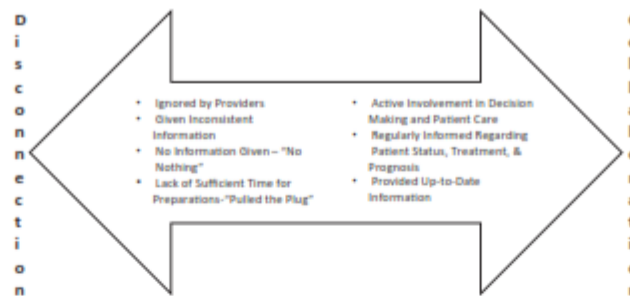 Disconnection
• Ignored by Providers
• Given Inconsistent
Information
• No Information Given – "No
Nothing"
• Lack of Sufficient Time for
Preparations-"Pulled the Plug"
• Active Involvement in Decision
Making and Patient Care
• Regularly Informed Regarding
Patient Status, Treatment, &
Prognosis
• Provided Up-to-Date
Information